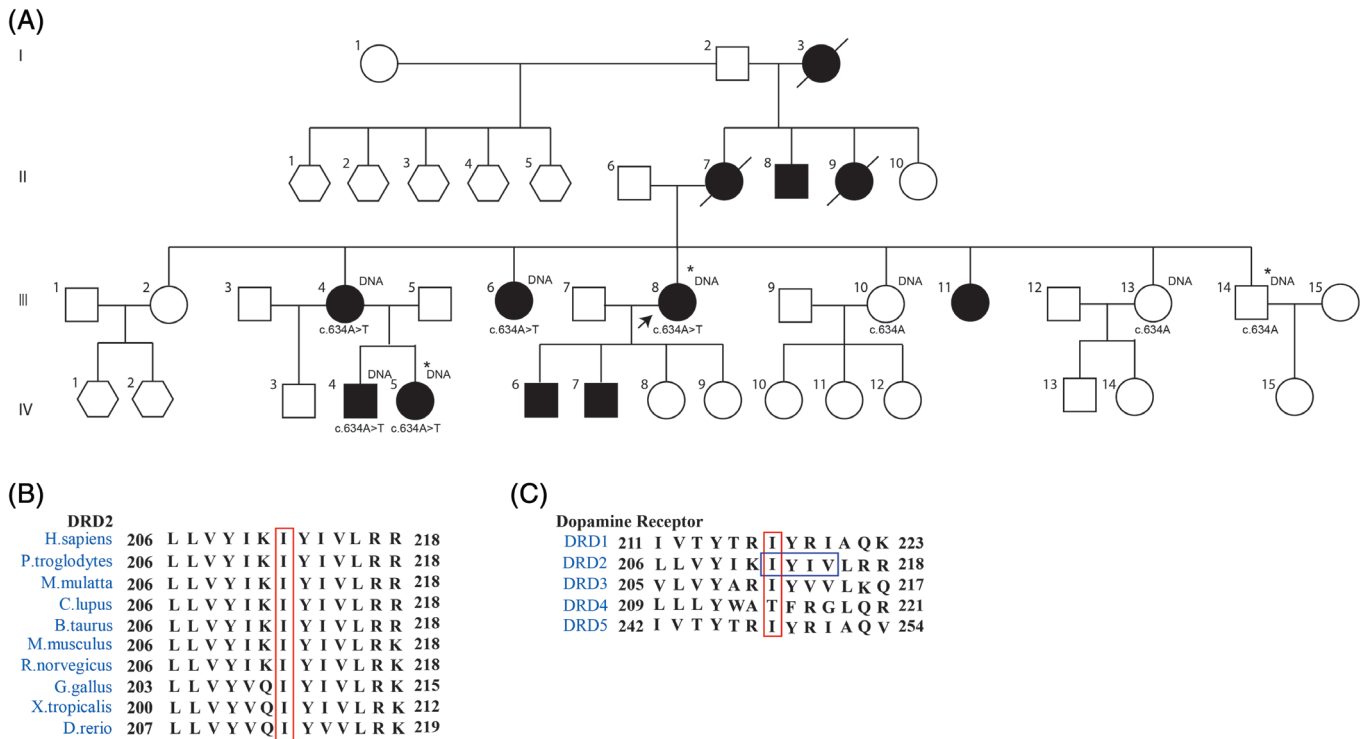 (A)
I
1 2 3
II
1 2 3 4 5 6 7 8 9 10
III
1 2 3 4 DNA 5 6 DNA 7 8 * DNA 9 10 DNA 11 12 13 DNA 14 * DNA 15
c.634A>T c.634A>T c.634A>T c.634A c.634A c.634A
IV
1 2 3 4 DNA 5 * DNA 6 7 8 9 10 11 12 13 14 15
c.634A>T c.634A>T
(B)
DRD2
H.sapiens 206 L L V Y I K I Y I V L R R 218
P.troglodytes 206 L L V Y I K I Y I V L R R 218
M.mulatta 206 L L V Y I K I Y I V L R R 218
C.lupus 206 L L V Y I K I Y I V L R R 218
B.taurus 206 L L V Y I K I Y I V L R R 218
M.musculus 206 L L V Y I K I Y I V L R K 218
R.norvegicus 206 L L V Y I K I Y I V L R K 218
G.gallus 203 L L V Y V Q I Y I V L R K 215
X.tropicalis 200 L L V Y V Q I Y I V L R K 212
D.rerio 207 L L V Y V Q I Y V V L R K 219
(C)
Dopamine Receptor
DRD1 211 I V T Y T R I Y R I A Q K 223
DRD2 206 L L V Y I K I Y I V L R R 218
DRD3 205 V L V Y A R I Y V V L K Q 217
DRD4 209 L L L Y W A T F R G L Q R 221
DRD5 242 I V T Y T R I Y R I A Q V 254